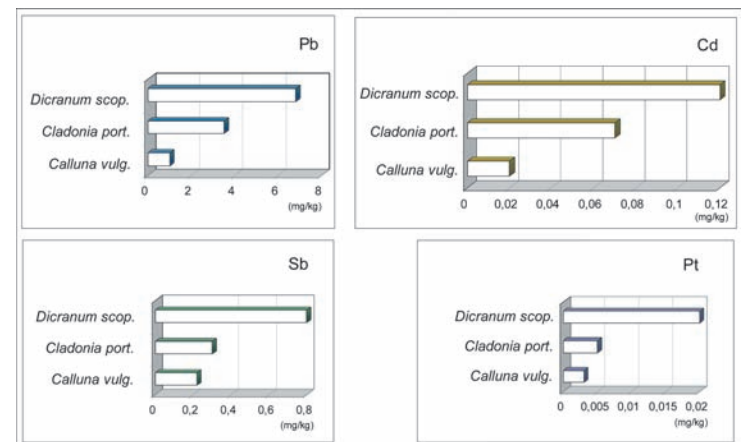 Pb
Dicranum scop.
Cladonia port.
Calluna vulg.
0 2 4 6 8
(mg/kg)
Cd
Dicranum scop.
Cladonia port.
Calluna vulg.
0 0,02 0,04 0,06 0,08 0,1 0,12
(mg/kg)
Sb
Dicranum scop.
Cladonia port.
Calluna vulg.
0 0,2 0,4 0,6 0,8
(mg/kg)
Pt
Dicranum scop.
Cladonia port.
Calluna vulg.
0 0,005 0,01 0,015 0,02
(mg/kg)